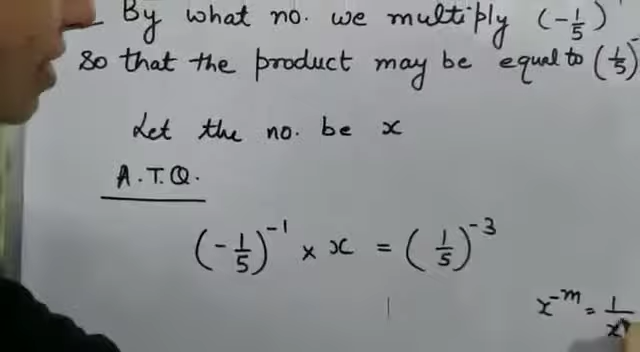 By what no. we multiply (-1/5)
so that the product may be equal to (1/5)
Let the no. be x
A.T.Q.
(-1/5)^-1 × x = (1/5)^-3
x^-m = 1/x